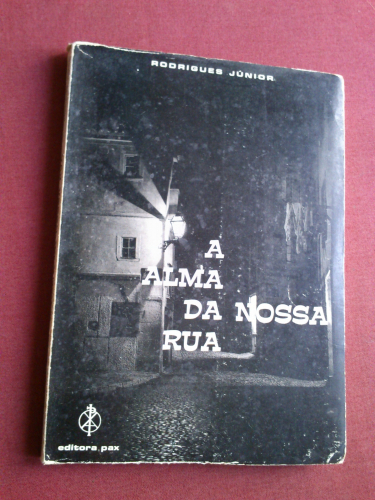 RODRIGUES JÚNIOR
A
ALMA
DA NOSSA
RUA
editora.pax